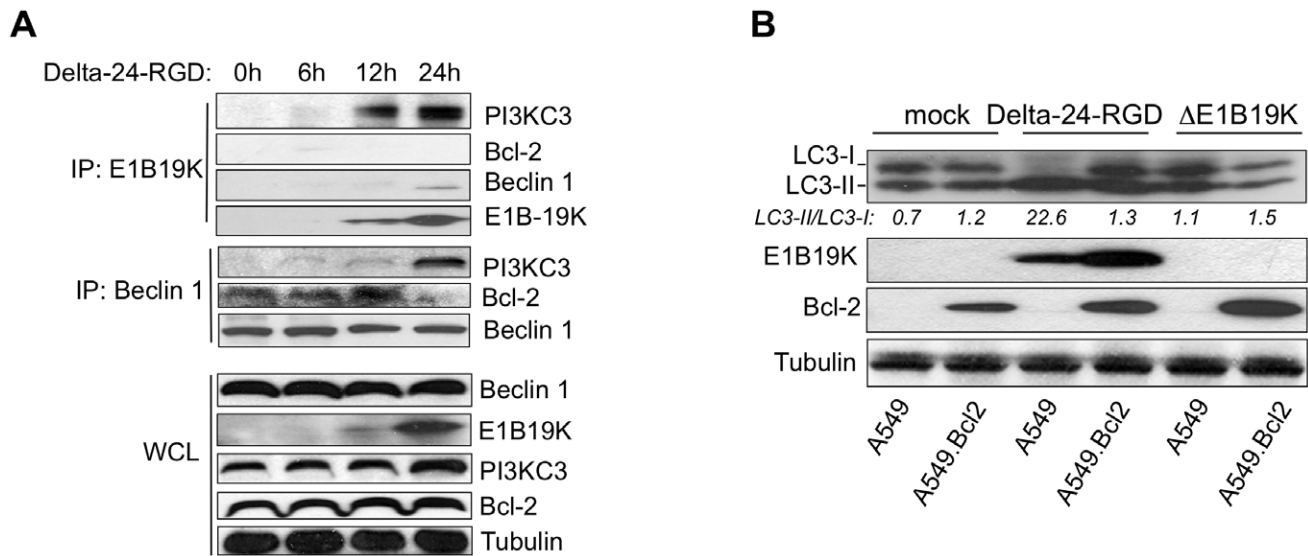 A
Delta-24-RGD: 0h 6h 12h 24h
IP: E1B19K
PI3KC3
Bcl-2
Beclin 1
E1B-19K
IP: Beclin 1
PI3KC3
Bcl-2
Beclin 1
WCL
Beclin 1
E1B19K
PI3KC3
Bcl-2
Tubulin
B
mock Delta-24-RGD ΔE1B19K
LC3-I
LC3-II
LC3-II/LC3-I: 0.7 1.2 22.6 1.3 1.1 1.5
E1B19K
Bcl-2
Tubulin
A549 A549.Bcl2 A549 A549.Bcl2 A549 A549.Bcl2